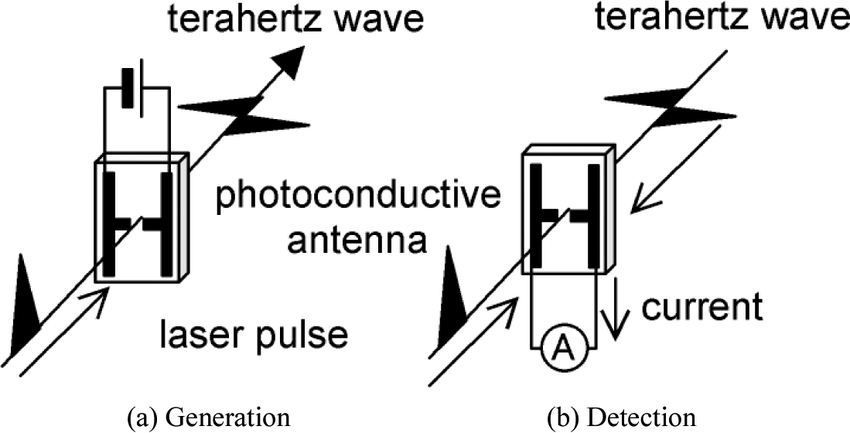 terahertz wave
terahertz wave
photoconductive
antenna
laser pulse
current
A
(a) Generation
(b) Detection